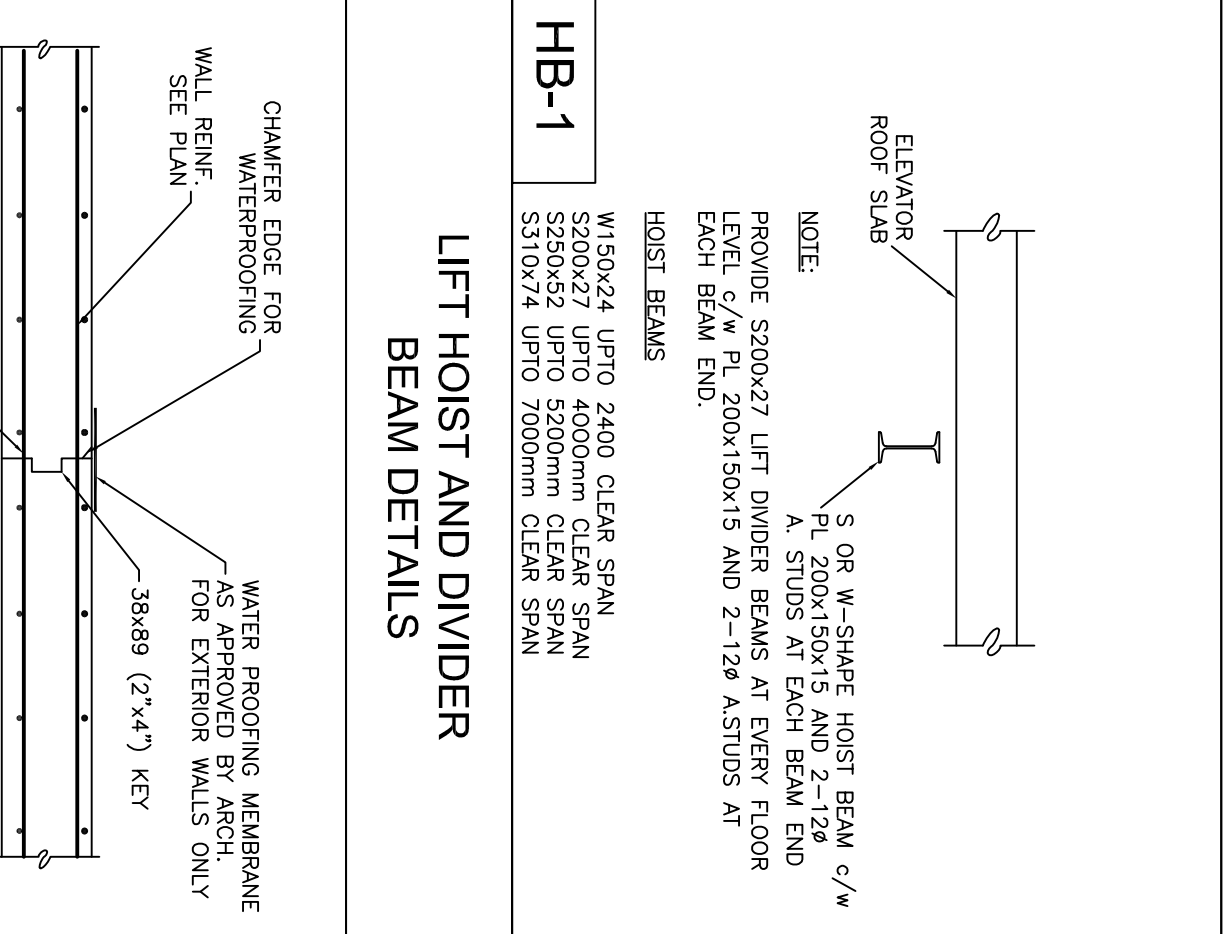 ELEVATOR
ROOF SLAB
S OR W-SHAPE HOIST BEAM c/w
PL 200x150x15 AND 2-12ø
A. STUDS AT EACH BEAM END
NOTE:
PROVIDE S200x27 LIFT DIVIDER BEAMS AT EVERY FLOOR
LEVEL c/w PL 200x150x15 AND 2-12ø A.STUDS AT
EACH BEAM END.
HOIST BEAMS
W150x24 UPTO 2400 CLEAR SPAN
S200x27 UPTO 4000mm CLEAR SPAN
S250x52 UPTO 5200mm CLEAR SPAN
S310x74 UPTO 7000mm CLEAR SPAN
HB-1
LIFT HOIST AND DIVIDER
BEAM DETAILS
CHAMFER EDGE FOR
WATERPROOFING
WALL REINF.
SEE PLAN
WATER PROOFING MEMBRANE
AS APPROVED BY ARCH.
FOR EXTERIOR WALLS ONLY
38x89 (2"x4") KEY